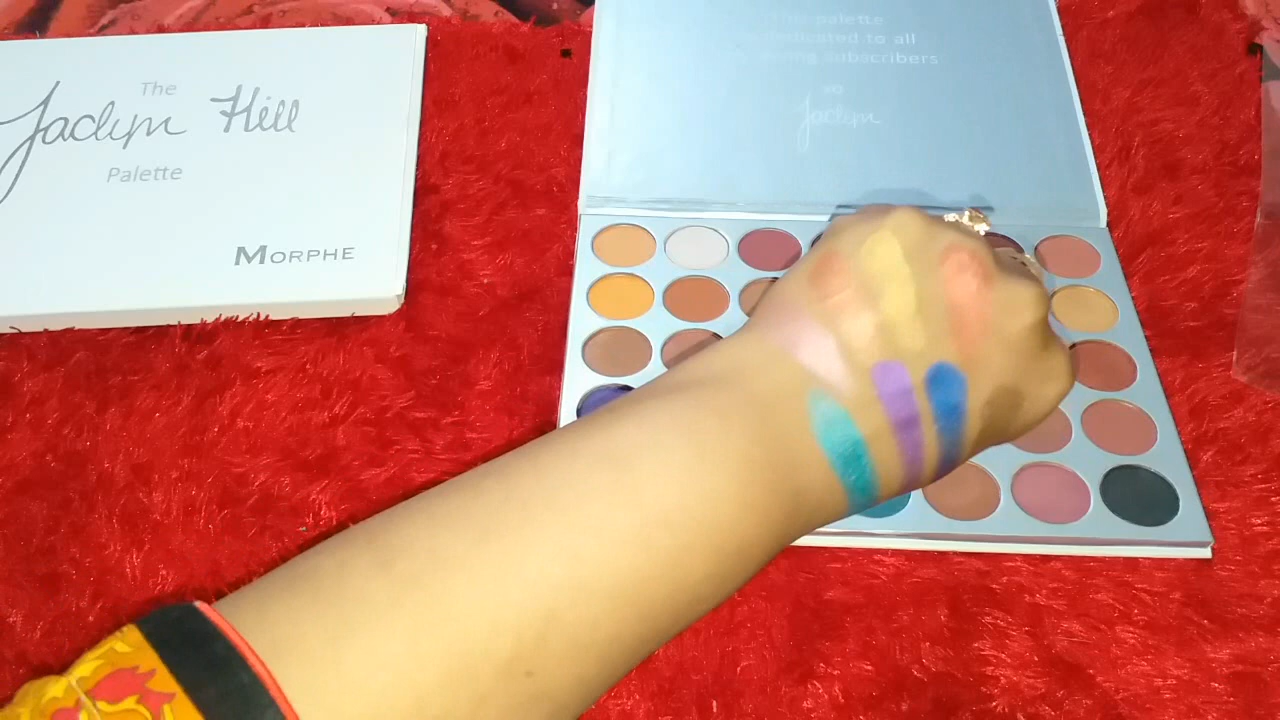 The
Jaclyn Hill
Palette
MORPHE
palette
dedicated to all
subscribers
xo
Jaclyn